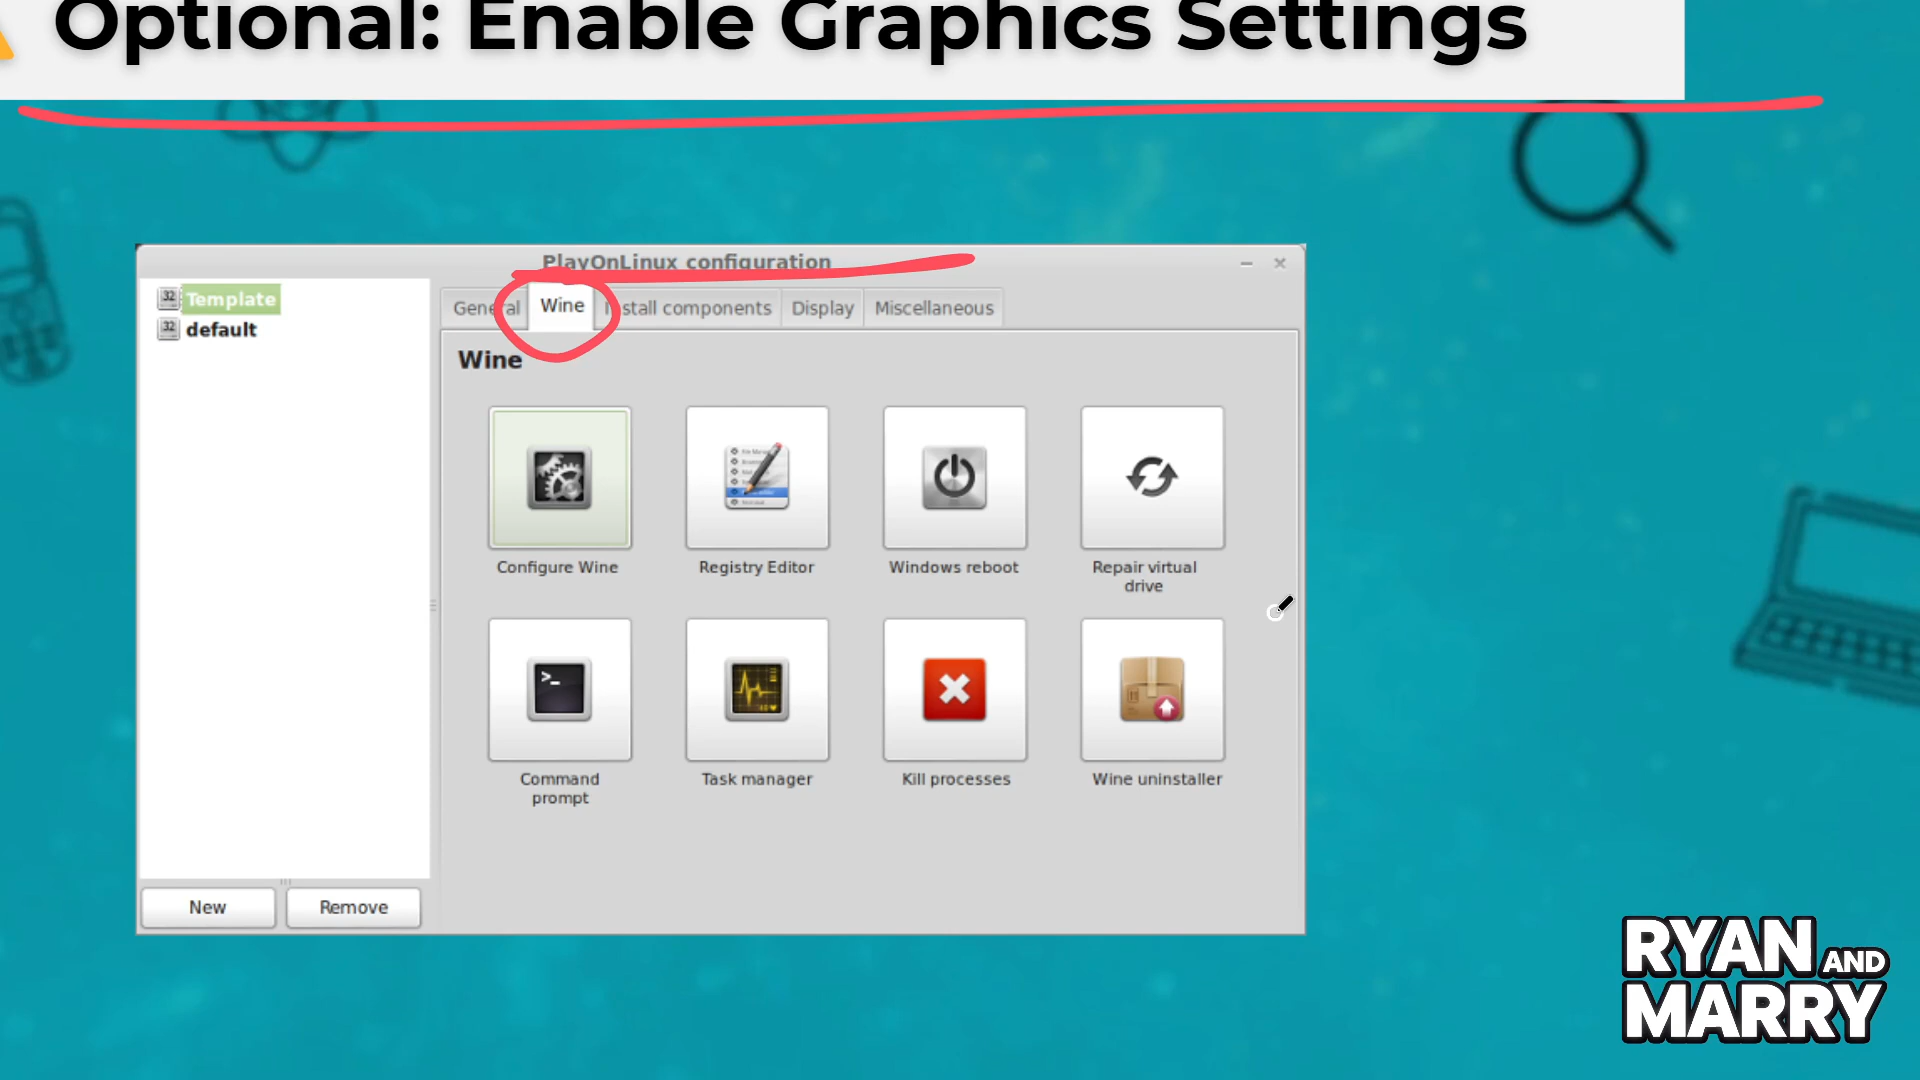 Optional: Enable Graphics Settings
PlayOnLinux configuration
Template
default
General
Wine
Install components
Display
Miscellaneous
Wine
Configure Wine
Registry Editor
Windows reboot
Repair virtual
drive
Command
prompt
Task manager
Kill processes
Wine uninstaller
New
Remove
RYAN AND
MARRY